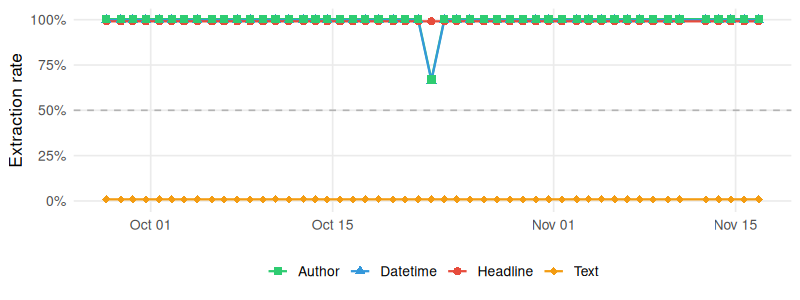 Extraction rate
100%
75%
50%
25%
0%
Oct 01 Oct 15 Nov 01 Nov 15
Author Datetime Headline Text